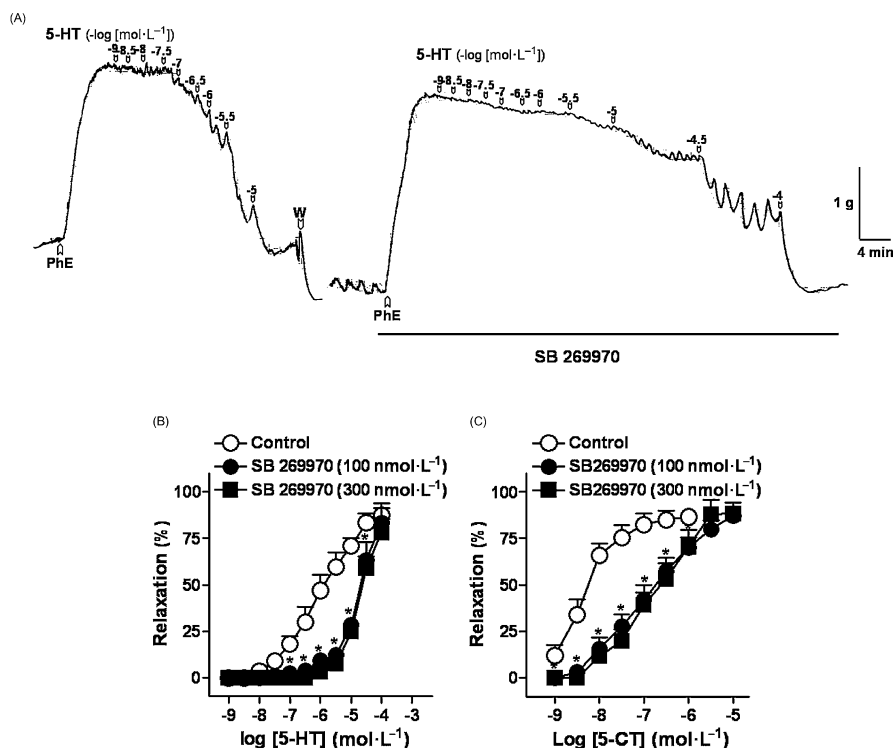 (A)
5-HT (-log [mol·L⁻¹])
-9 -8.5 -8 -7.5 -7 -6.5 -6 -5.5 -5 W
PhE
5-HT (-log[mol·L⁻¹])
-9 -8.5 -8 -7.5 -7 -6.5 -6 -5.5 -5 -4.5 -4
PhE
1 g
4 min
SB 269970
(B)
Control
SB 269970 (100 nmol·L⁻¹)
SB 269970 (300 nmol·L⁻¹)
Relaxation (%)
100
75
50
25
0
* * * * * *
-9 -8 -7 -6 -5 -4 -3
log [5-HT] (mol·L⁻¹)
(C)
Control
SB269970 (100 nmol·L⁻¹)
SB269970 (300 nmol·L⁻¹)
Relaxation (%)
100
75
50
25
0
* * * * * *
-9 -8 -7 -6 -5
Log [5-CT] (mol·L⁻¹)